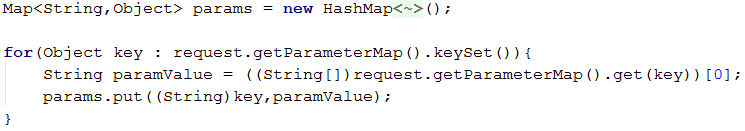 Map<String,Object> params = new HashMap<~>();
for(Object key : request.getParameterMap().keySet()){
String paramValue = ((String[])request.getParameterMap().get(key))[0];
params.put((String)key,paramValue);
}